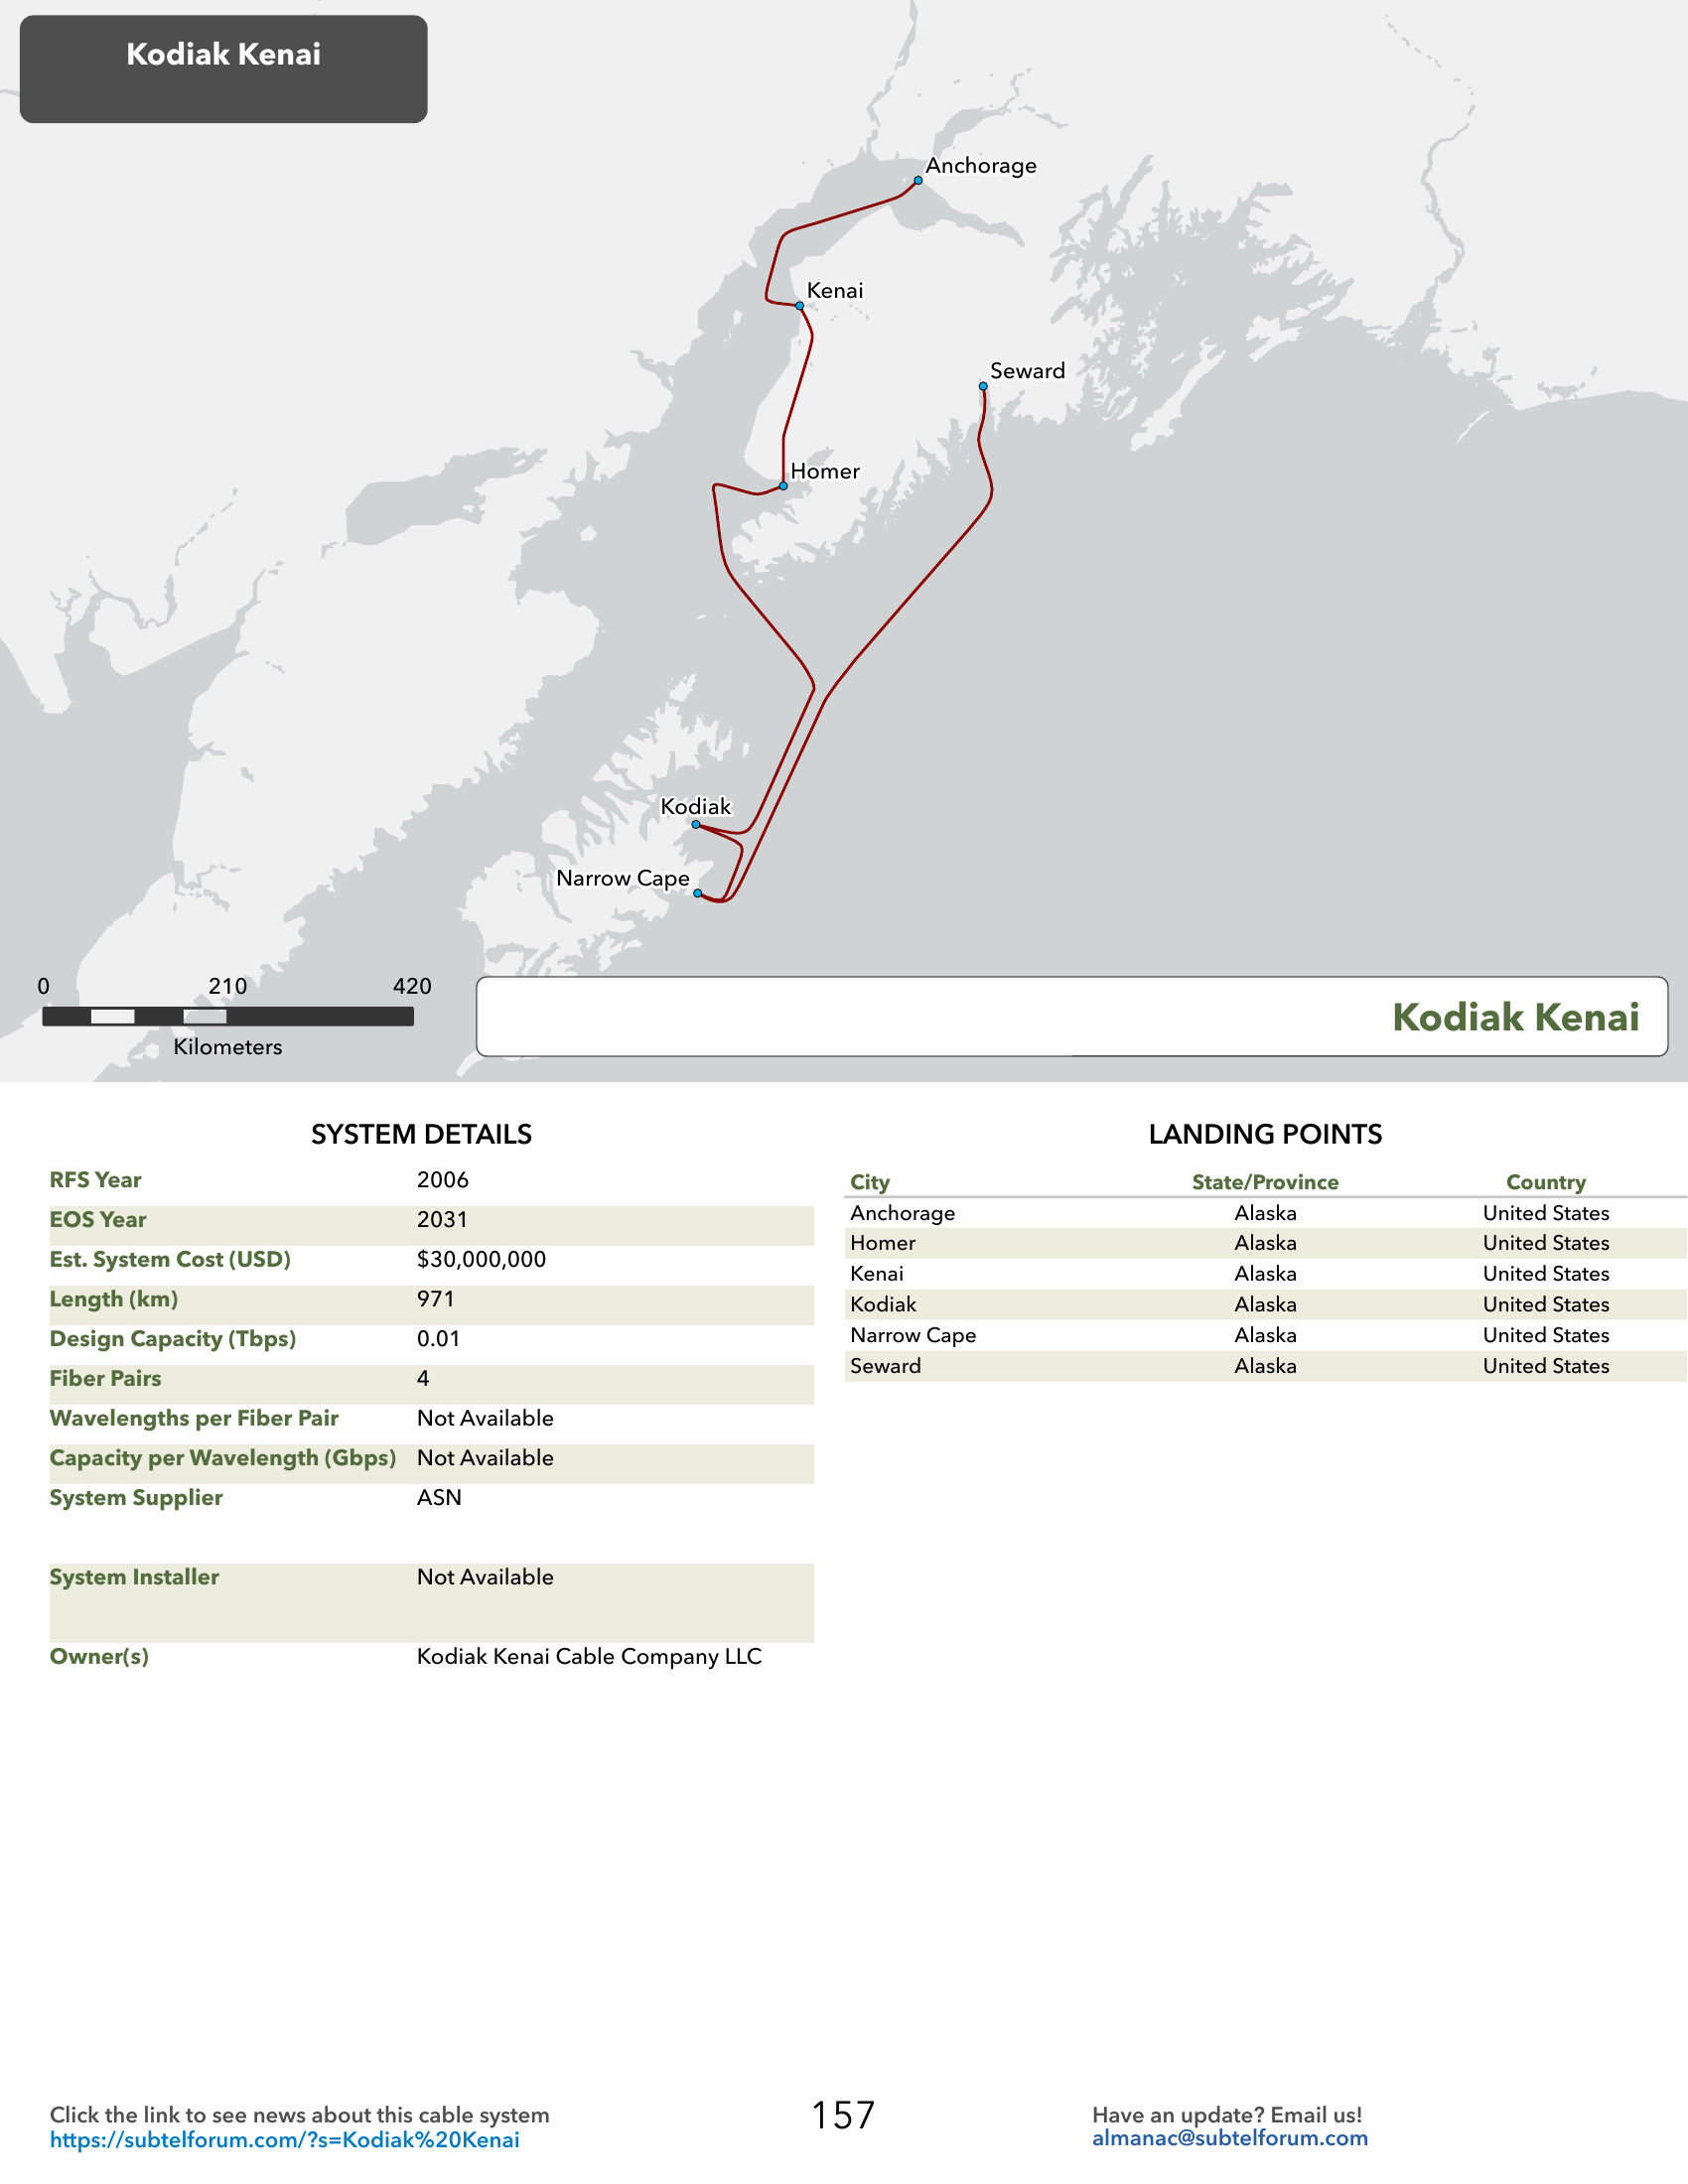 Kodiak Kenai
Anchorage
Kenai
Seward
Homer
Kodiak
Narrow Cape
0 210 420
Kilometers
Kodiak Kenai
SYSTEM DETAILS
RFS Year 2006
EOS Year 2031
Est. System Cost (USD) $30,000,000
Length (km) 971
Design Capacity (Tbps) 0.01
Fiber Pairs 4
Wavelengths per Fiber Pair Not Available
Capacity per Wavelength (Gbps) Not Available
System Supplier ASN
System Installer Not Available
Owner(s) Kodiak Kenai Cable Company LLC
LANDING POINTS
City State/Province Country
Anchorage Alaska United States
Homer Alaska United States
Kenai Alaska United States
Kodiak Alaska United States
Narrow Cape Alaska United States
Seward Alaska United States
Click the link to see news about this cable system
https://subtelforum.com/?s=Kodiak%20Kenai
157
Have an update? Email us!
almanac@subtelforum.com